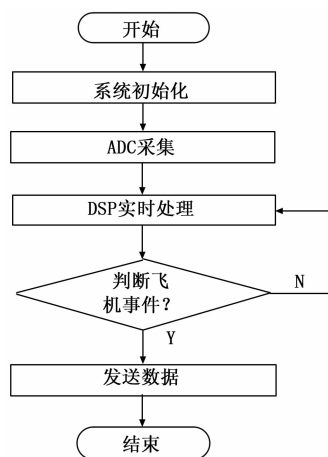 开始
系统初始化
ADC采集
DSP实时处理
判断飞
机事件?
N
Y
发送数据
结束